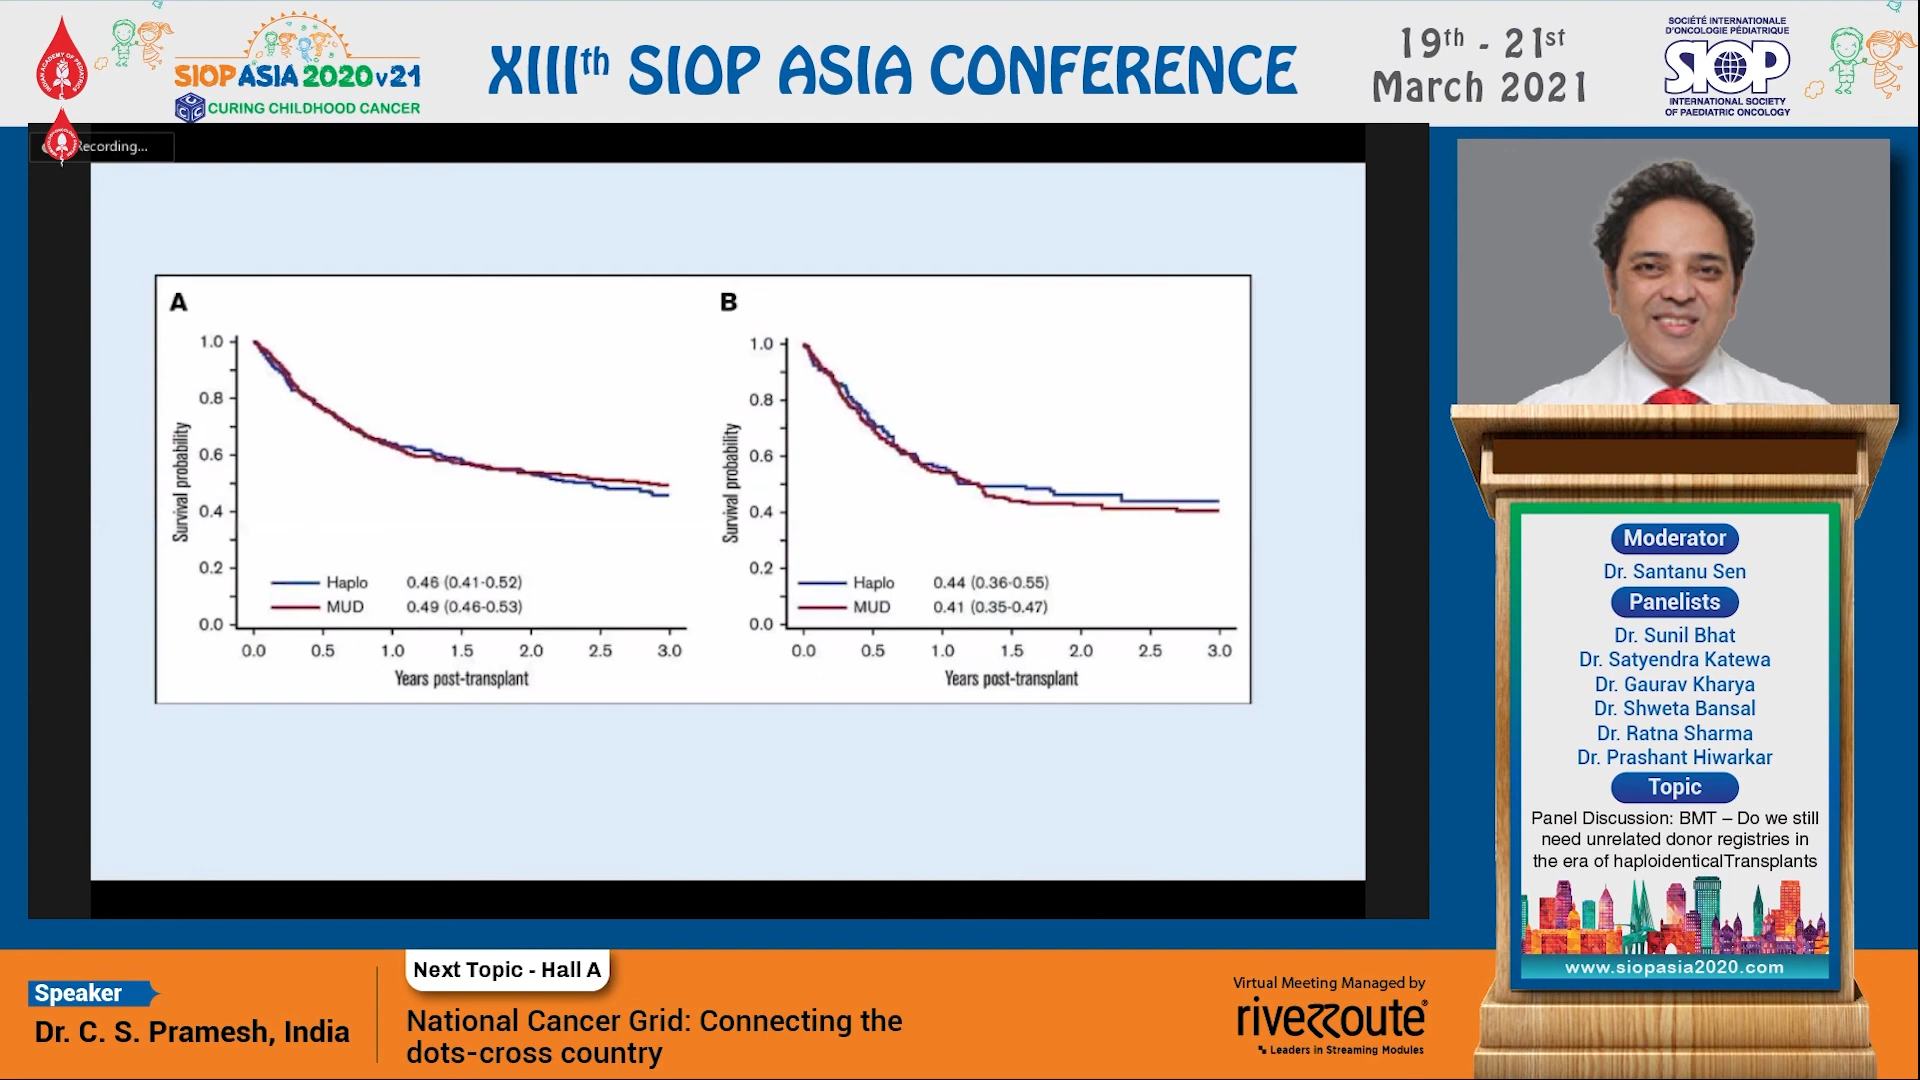 INDIAN ACADEMY OF PEDIATRICS
SIOPASIA 2020v21
CURING CHILDHOOD CANCER
XIIIth SIOP ASIA CONFERENCE
19th - 21st
March 2021
SOCIÉTÉ INTERNATIONALE
D'ONCOLOGIE PÉDIATRIQUE
SIOP
INTERNATIONAL SOCIETY
OF PAEDIATRIC ONCOLOGY
Recording...
A
1.0
0.8
0.6
0.4
0.2
0.0
Survival probability
Haplo 0.46 (0.41-0.52)
MUD 0.49 (0.46-0.53)
0.0 0.5 1.0 1.5 2.0 2.5 3.0
Years post-transplant
B
1.0
0.8
0.6
0.4
0.2
0.0
Survival probability
Haplo 0.44 (0.36-0.55)
MUD 0.41 (0.35-0.47)
0.0 0.5 1.0 1.5 2.0 2.5 3.0
Years post-transplant
Moderator
Dr. Santanu Sen
Panelists
Dr. Sunil Bhat
Dr. Satyendra Katewa
Dr. Gaurav Kharya
Dr. Shweta Bansal
Dr. Ratna Sharma
Dr. Prashant Hiwarkar
Topic
Panel Discussion: BMT – Do we still
need unrelated donor registries in
the era of haploidenticalTransplants
www.siopasia2020.com
Speaker
Dr. C. S. Pramesh, India
Next Topic - Hall A
National Cancer Grid: Connecting the
dots-cross country
Virtual Meeting Managed by
riveRRoute®
Leaders in Streaming Modules